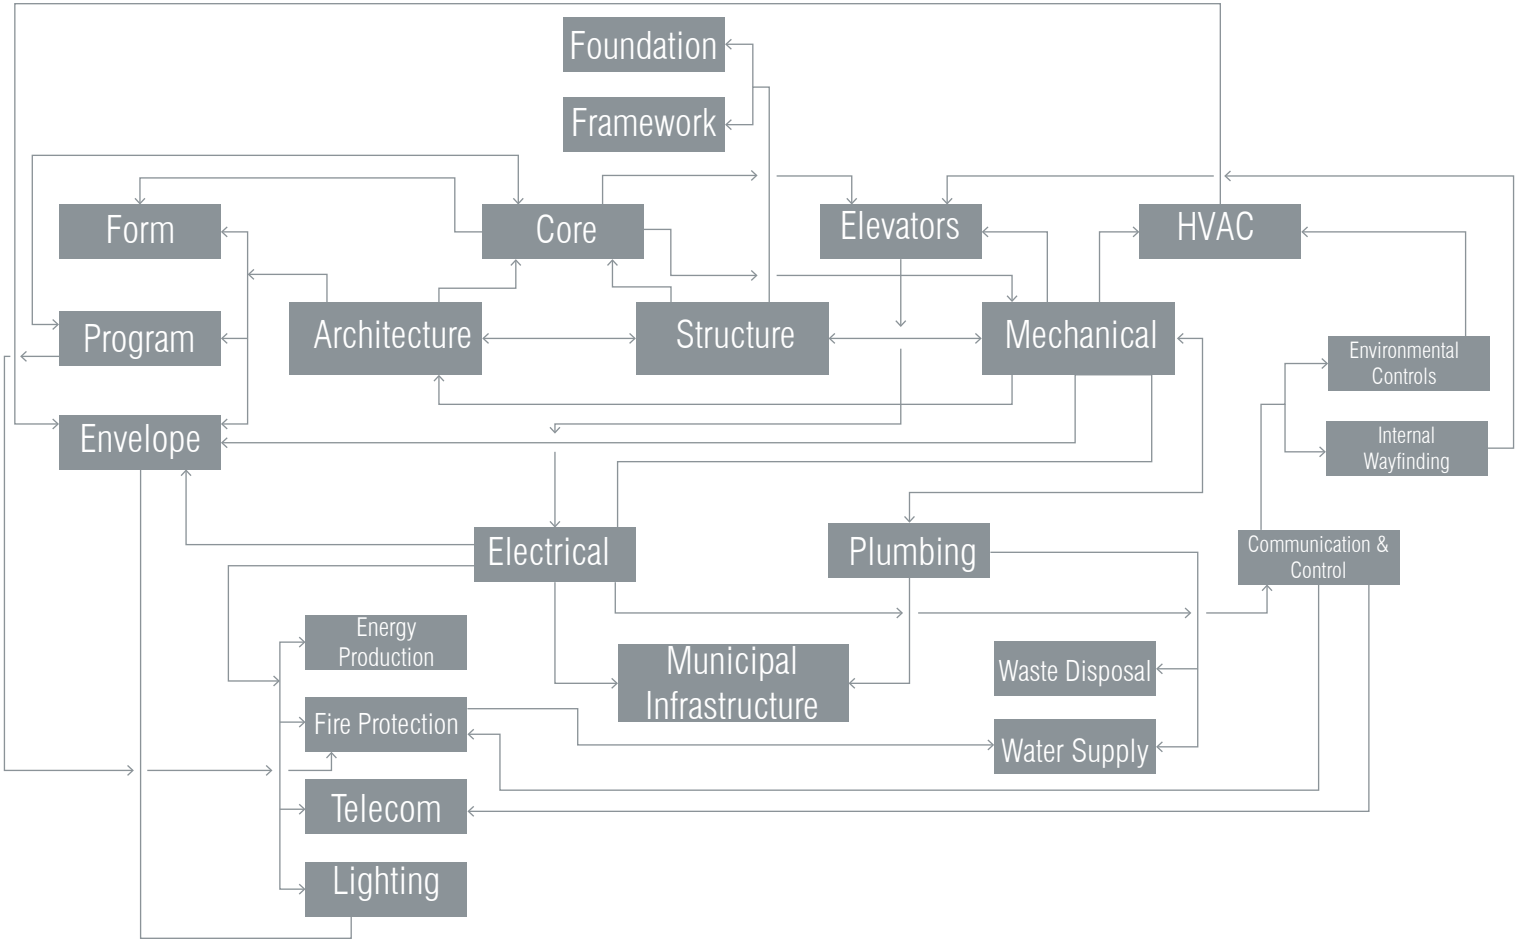 Foundation
Framework
Form
Core
Elevators
HVAC
Program
Architecture
Structure
Mechanical
Environmental
Controls
Envelope
Internal
Wayfinding
Electrical
Plumbing
Communication &
Control
Energy
Production
Municipal
Infrastructure
Waste Disposal
Fire Protection
Water Supply
Telecom
Lighting